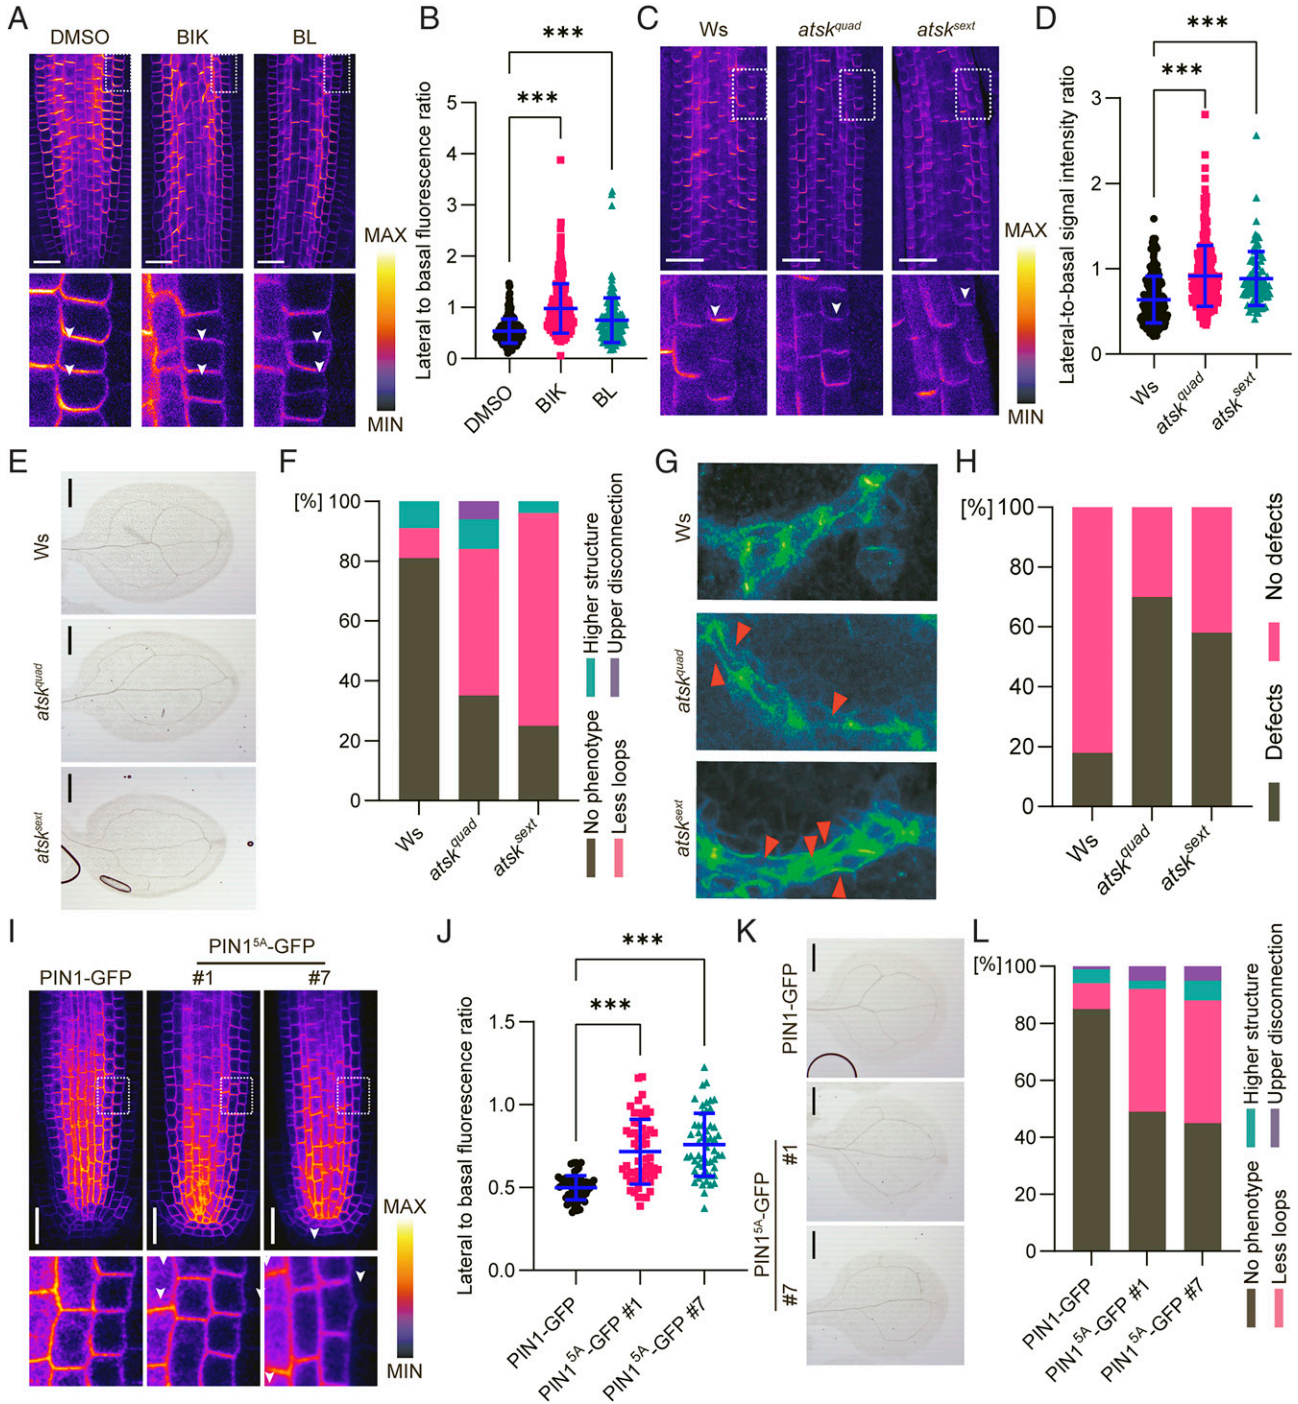 A
DMSO
BIK
BL
MAX
MIN
B
***
***
Lateral to basal fluorescence ratio
5
4
3
2
1
0
DMSO
BIK
BL
C
Ws
atsk^quad
atsk^sext
MAX
MIN
D
***
***
Lateral-to-basal signal intensity ratio
3
2
1
0
Ws
atsk^quad
atsk^sext
E
Ws
atsk^quad
atsk^sext
F
[%]
100
80
60
40
20
0
Ws
atsk^quad
atsk^sext
No phenotype
Higher structure
Less loops
Upper disconnection
G
Ws
atsk^quad
atsk^sext
H
[%]
100
80
60
40
20
0
Ws
atsk^quad
atsk^sext
Defects
No defects
I
PIN1^5A-GFP
PIN1-GFP
#1
#7
MAX
MIN
J
***
***
Lateral to basal fluorescence ratio
1.5
1.0
0.5
0.0
PIN1-GFP
PIN1^5A-GFP #1
PIN1^5A-GFP #7
K
PIN1-GFP
PIN1^5A-GFP
#1
#7
L
[%]
100
80
60
40
20
0
PIN1-GFP
PIN1^5A-GFP #1
PIN1^5A-GFP #7
No phenotype
Higher structure
Less loops
Upper disconnection